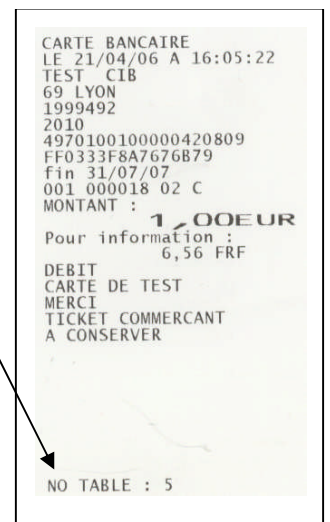 CARTE BANCAIRE
LE 21/04/06 A 16:05:22
TEST CIB
69 LYON
1999492
2010
4970100100000420809
FF0333F8A7676B79
fin 31/07/07
001 000018 02 C
MONTANT :
1,00EUR
Pour information :
6,56 FRF
DEBIT
CARTE DE TEST
MERCI
TICKET COMMERCANT
A CONSERVER
NO TABLE : 5